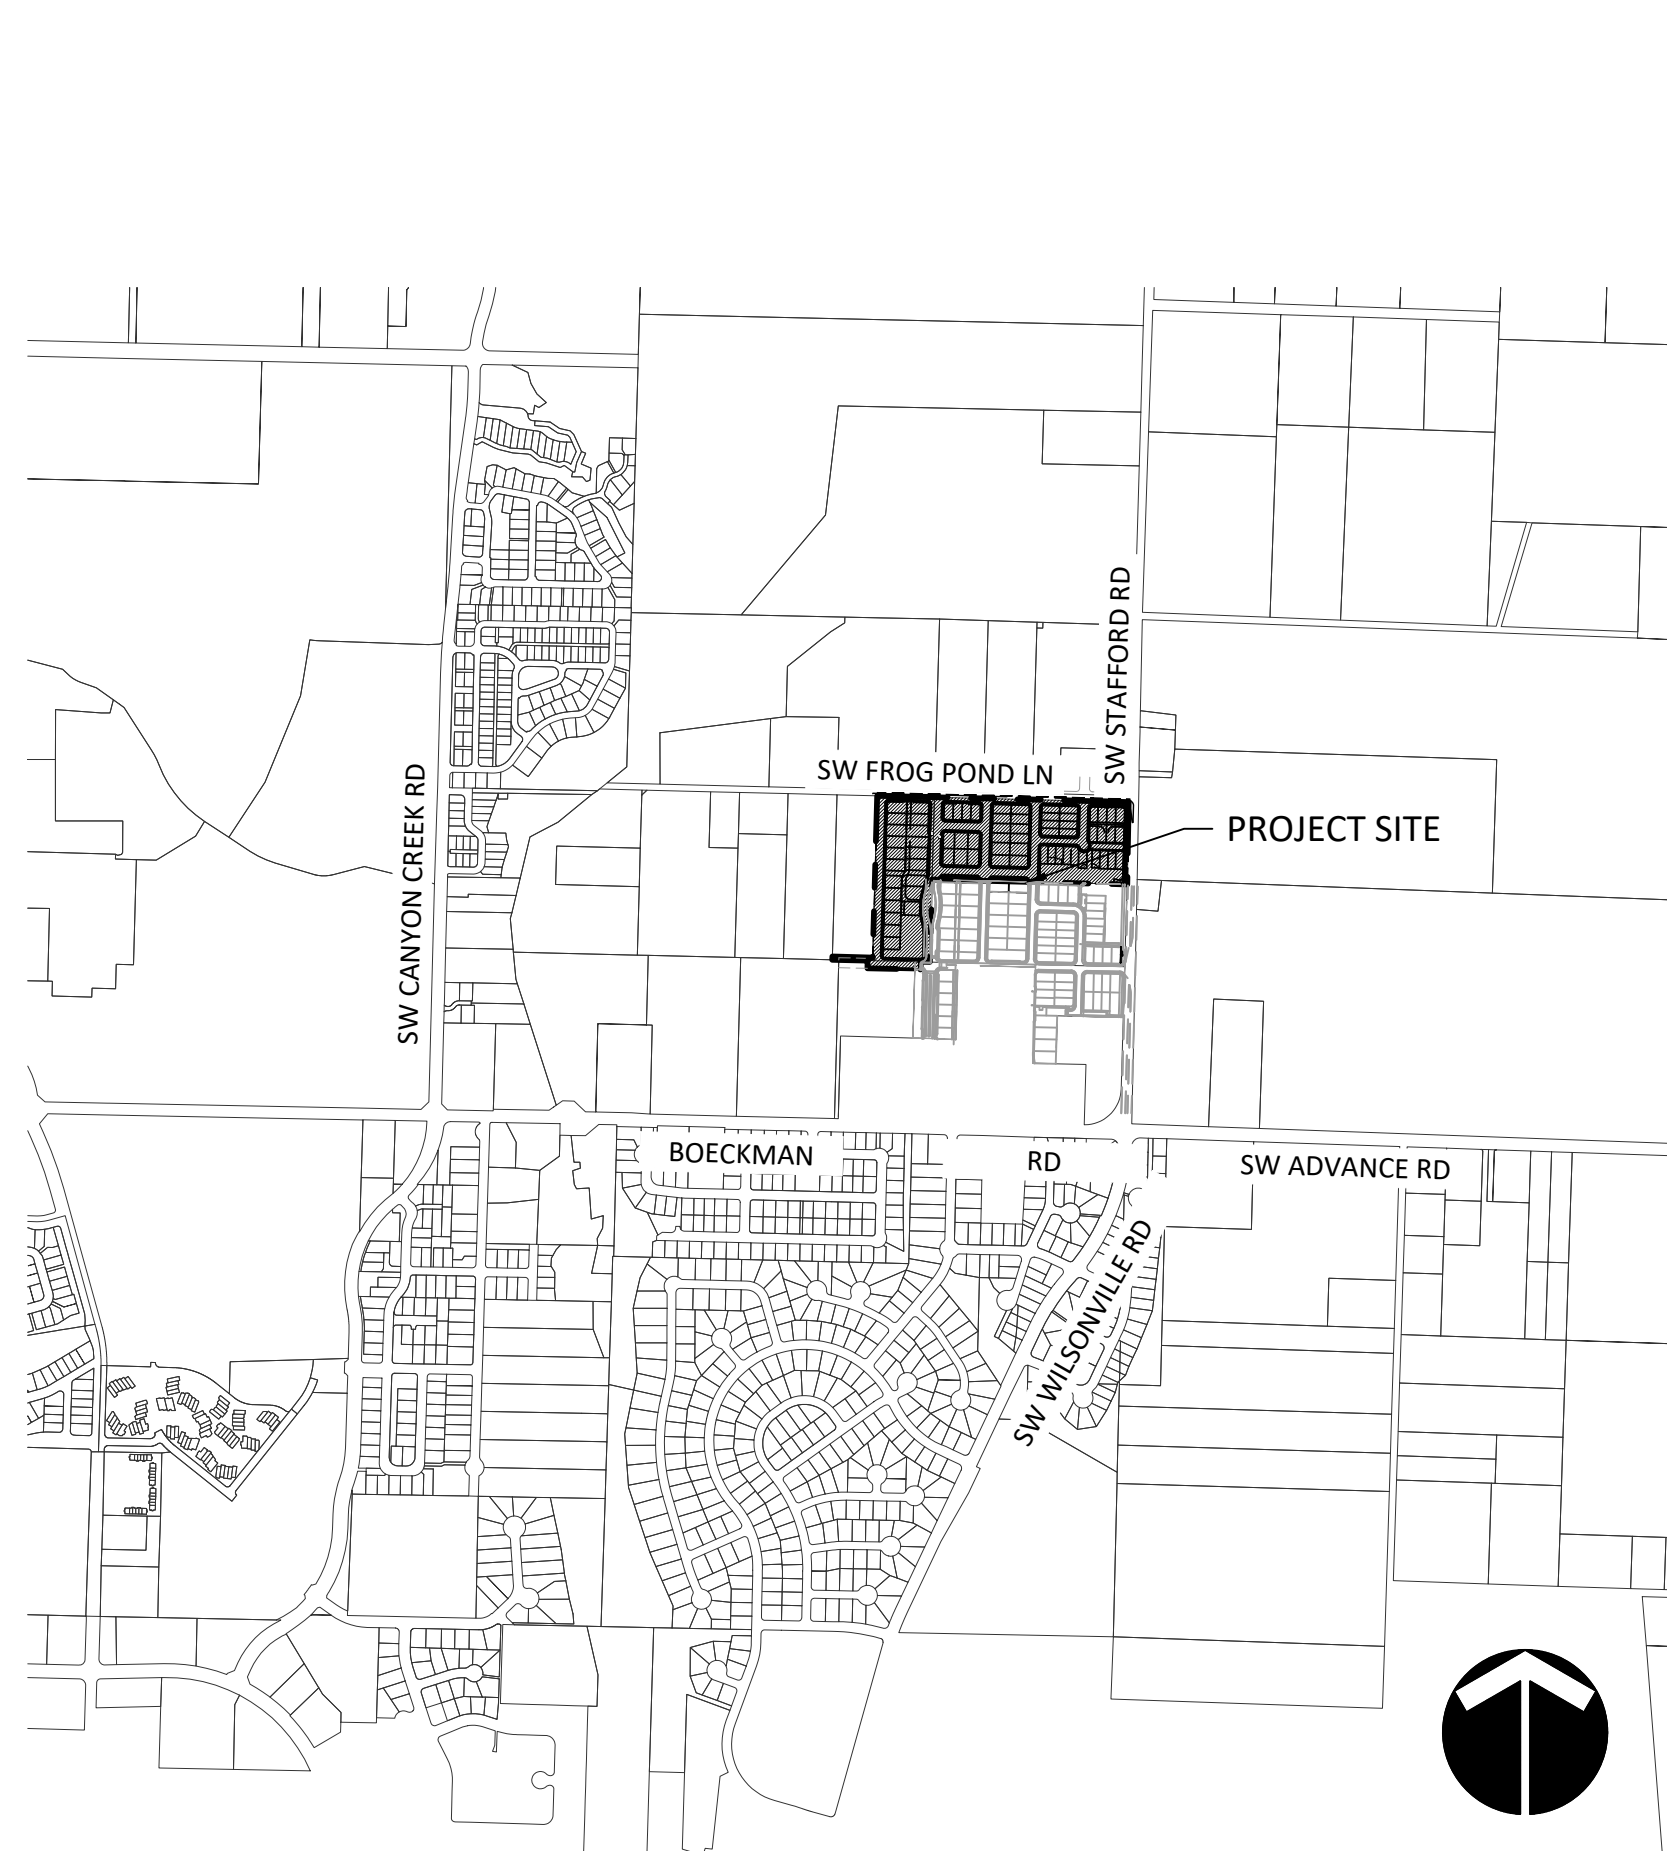 SW STAFFORD RD
SW FROG POND LN
SW CANYON CREEK RD
PROJECT SITE
BOECKMAN RD
SW ADVANCE RD
SW WILSONVILLE RD